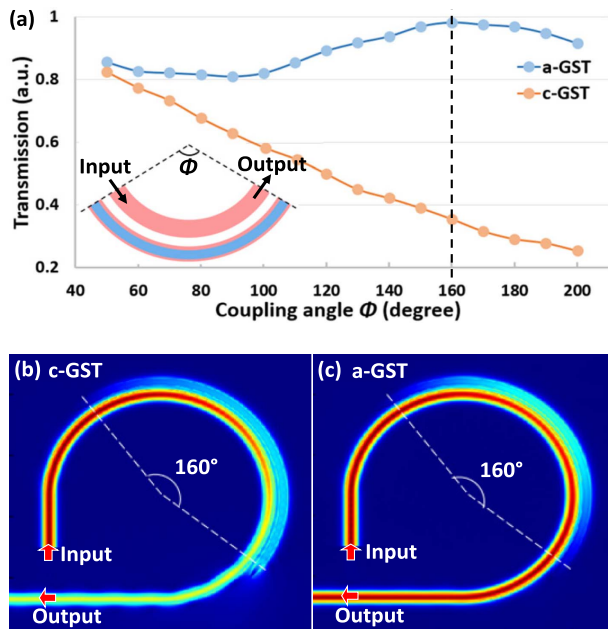 (a)
Transmission (a.u.)
1
0.8
0.6
0.4
0.2
a-GST
c-GST
Input
Φ
Output
40 60 80 100 120 140 160 180 200
Coupling angle Φ (degree)
(b) c-GST
160°
Input
Output
(c) a-GST
160°
Input
Output